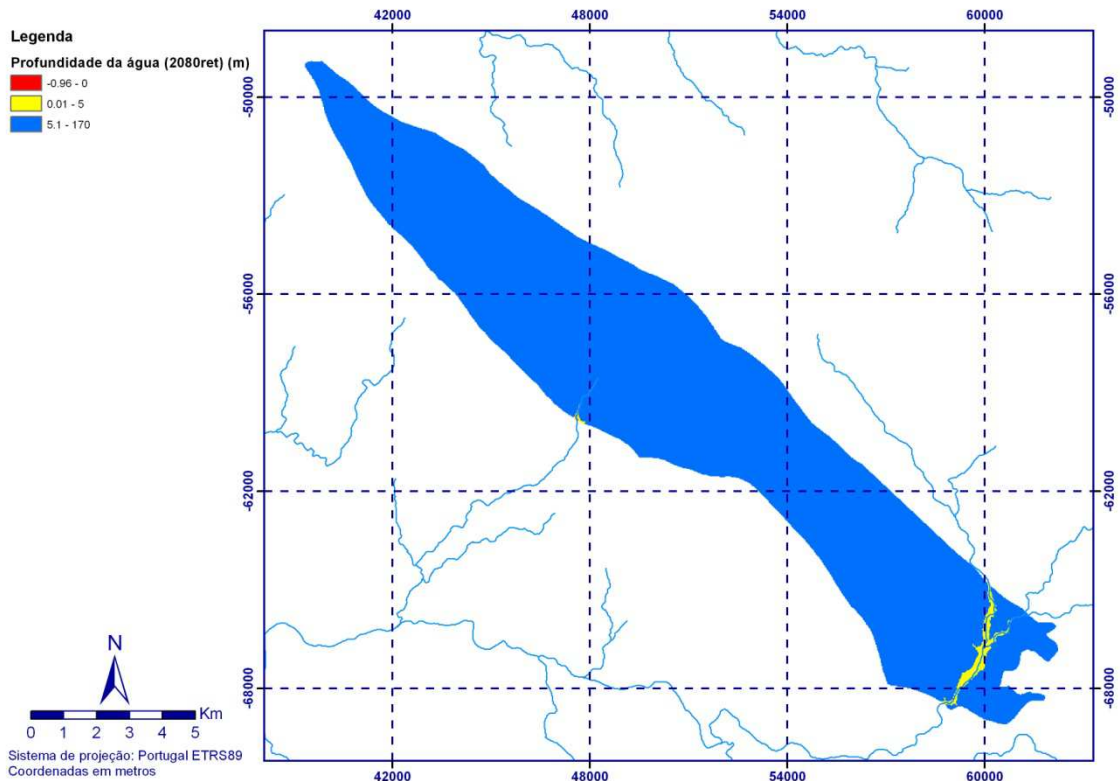 Legenda
Profundidade da água (2080ret) (m)
-0.96 - 0
0.01 - 5
5.1 - 170
42000 48000 54000 60000
-50000 -50000
-56000 -56000
-62000 -62000
-68000 -68000
N
Km
0 1 2 3 4 5
Sistema de projeção: Portugal ETRS89
Coordenadas em metros
42000 48000 54000 60000